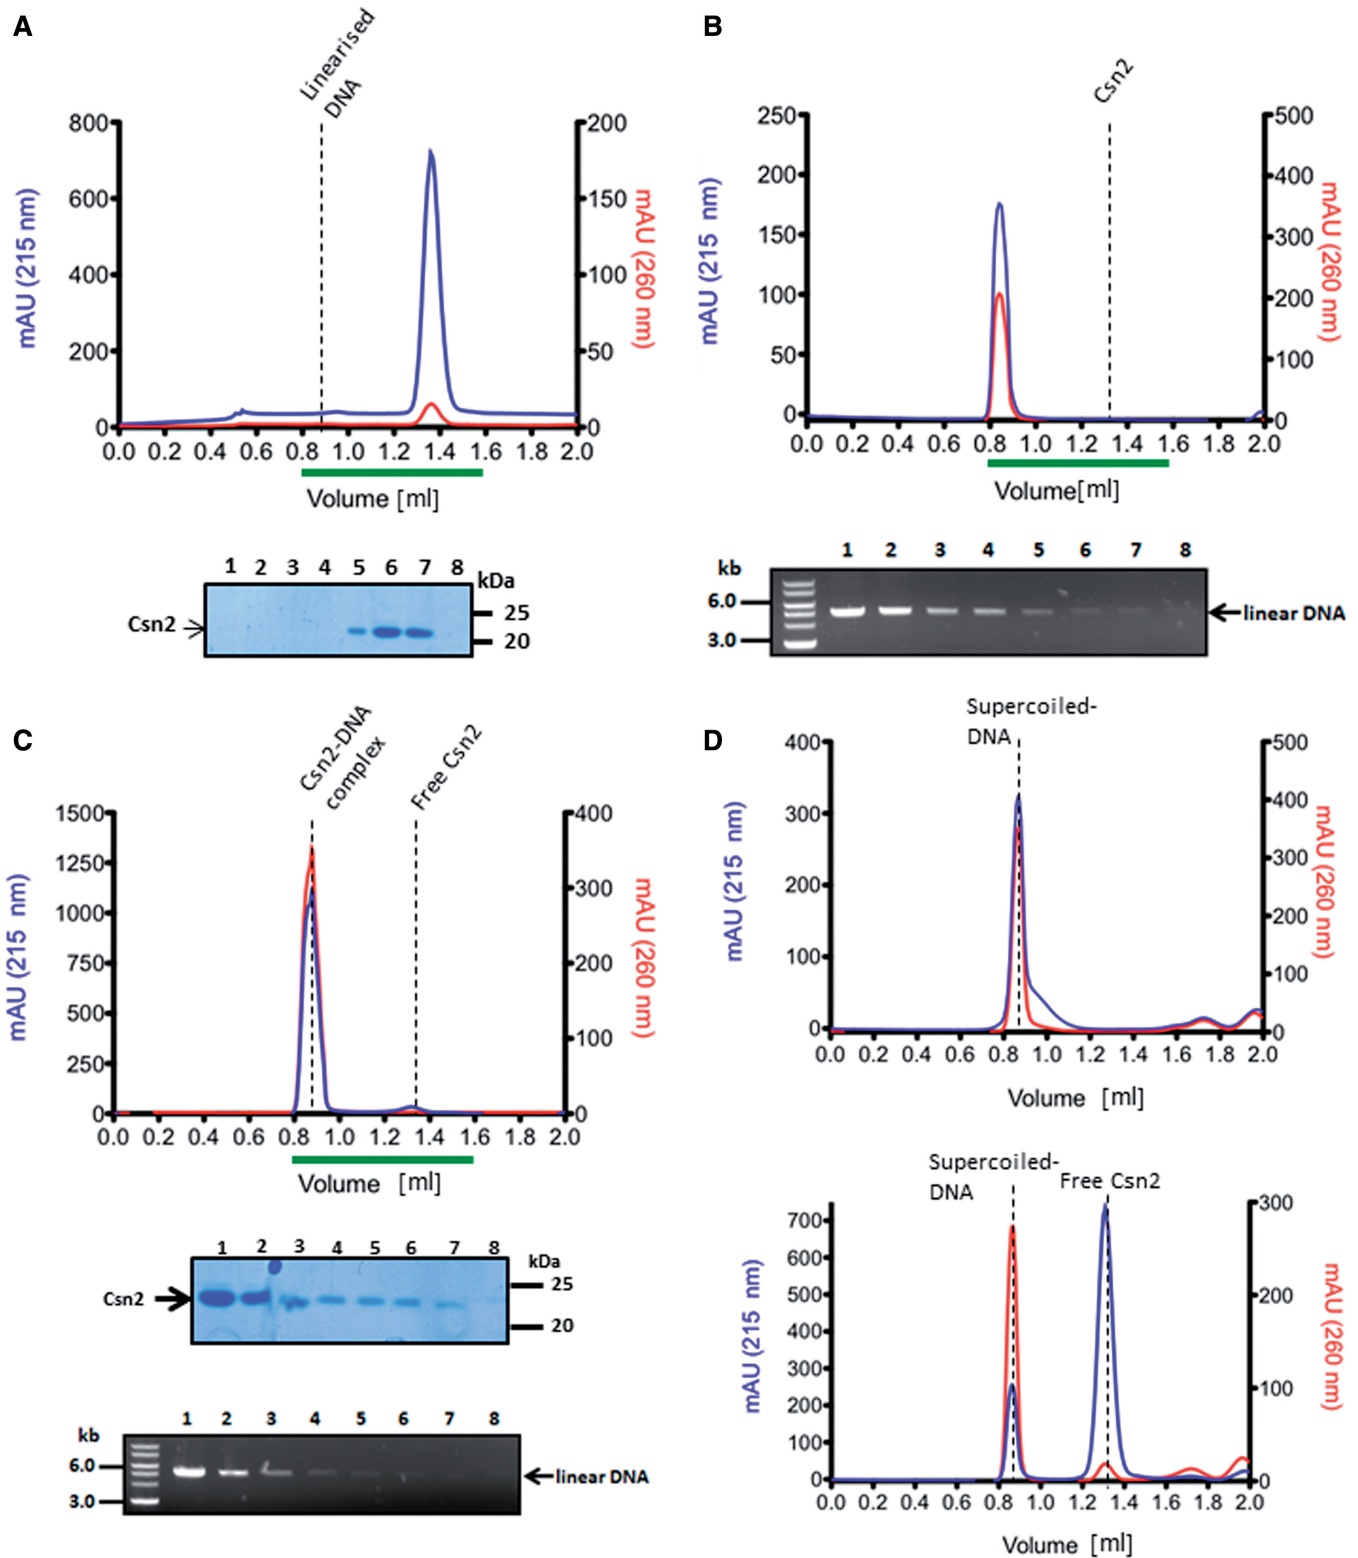 A
Linearised
DNA
800
600
400
200
0
200
150
100
50
0
mAU (215 nm)
mAU (260 nm)
0.0 0.2 0.4 0.6 0.8 1.0 1.2 1.4 1.6 1.8 2.0
Volume [ml]
1 2 3 4 5 6 7 8
kDa
25
20
Csn2
B
Csn2
250
200
150
100
50
0
500
400
300
200
100
0
mAU (215 nm)
mAU (260 nm)
0.0 0.2 0.4 0.6 0.8 1.0 1.2 1.4 1.6 1.8 2.0
Volume[ml]
1 2 3 4 5 6 7 8
kb
6.0
3.0
linear DNA
C
Csn2-DNA
complex
Free Csn2
1500
1250
1000
750
500
250
0
400
300
200
100
0
mAU (215 nm)
mAU (260 nm)
0.0 0.2 0.4 0.6 0.8 1.0 1.2 1.4 1.6 1.8 2.0
Volume [ml]
1 2 3 4 5 6 7 8
kDa
25
20
Csn2
1 2 3 4 5 6 7 8
kb
6.0
3.0
linear DNA
D
Supercoiled-
DNA
400
300
200
100
0
500
400
300
200
100
0
mAU (215 nm)
mAU (260 nm)
0.0 0.2 0.4 0.6 0.8 1.0 1.2 1.4 1.6 1.8 2.0
Volume [ml]
Supercoiled-
DNA
Free Csn2
700
600
500
400
300
200
100
0
300
200
100
0
mAU (215 nm)
mAU (260 nm)
0.0 0.2 0.4 0.6 0.8 1.0 1.2 1.4 1.6 1.8 2.0
Volume [ml]